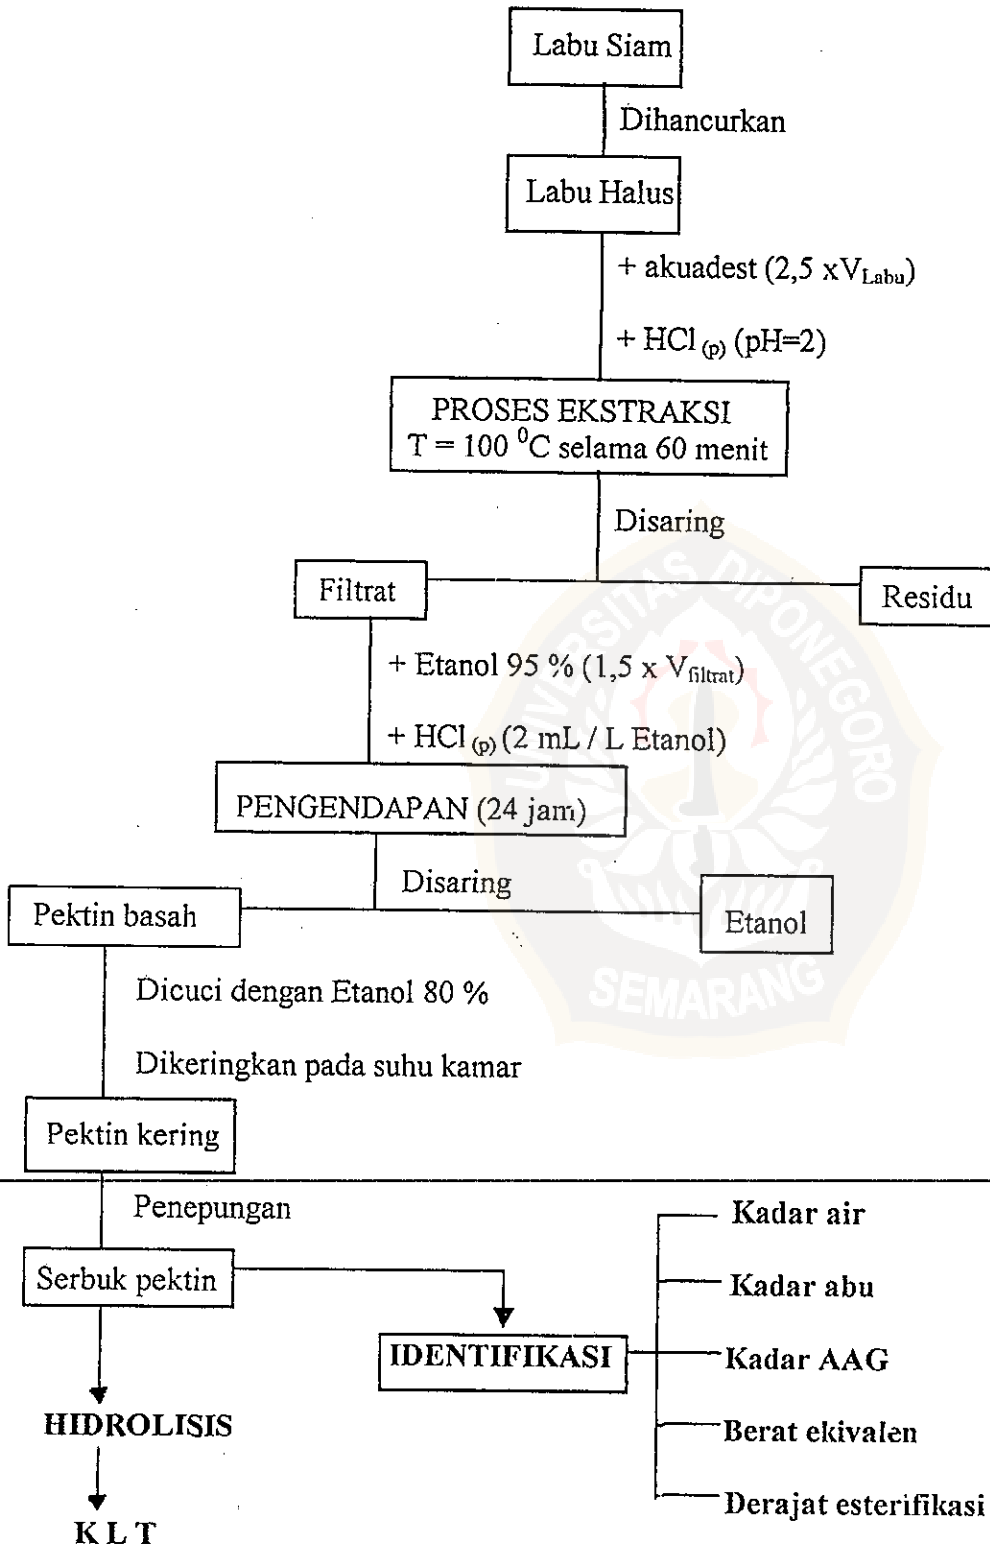 Labu Siam
Dihancurkan
Labu Halus
+ akuadest (2,5 xV_Labu)
+ HCl (p) (pH=2)
PROSES EKSTRAKSI
T = 100 ⁰C selama 60 menit
Disaring
Filtrat
Residu
+ Etanol 95 % (1,5 x V_filtrat)
+ HCl (p) (2 mL / L Etanol)
PENGENDAPAN (24 jam)
Disaring
Pektin basah
Etanol
Dicuci dengan Etanol 80 %
Dikeringkan pada suhu kamar
Pektin kering
Penepungan
Serbuk pektin
IDENTIFIKASI
Kadar air
Kadar abu
Kadar AAG
Berat ekivalen
Derajat esterifikasi
HIDROLISIS
K L T
UNIVERSITAS DIPONEGORO
SEMARANG